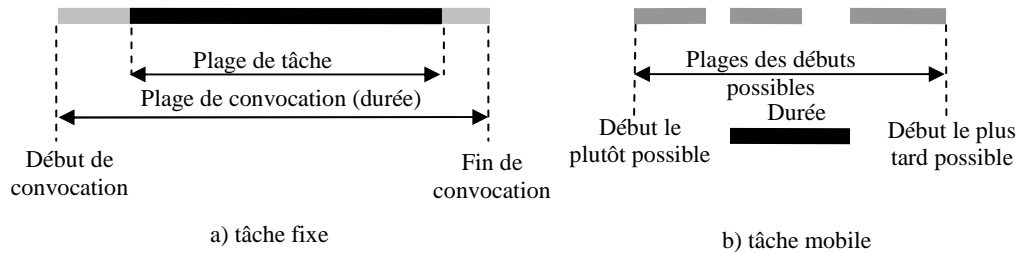 Plage de tâche
Plage de convocation (durée)
Début de
convocation
Fin de
convocation
a) tâche fixe
Plages des débuts
possibles
Durée
Début le
plutôt possible
Début le plus
tard possible
b) tâche mobile